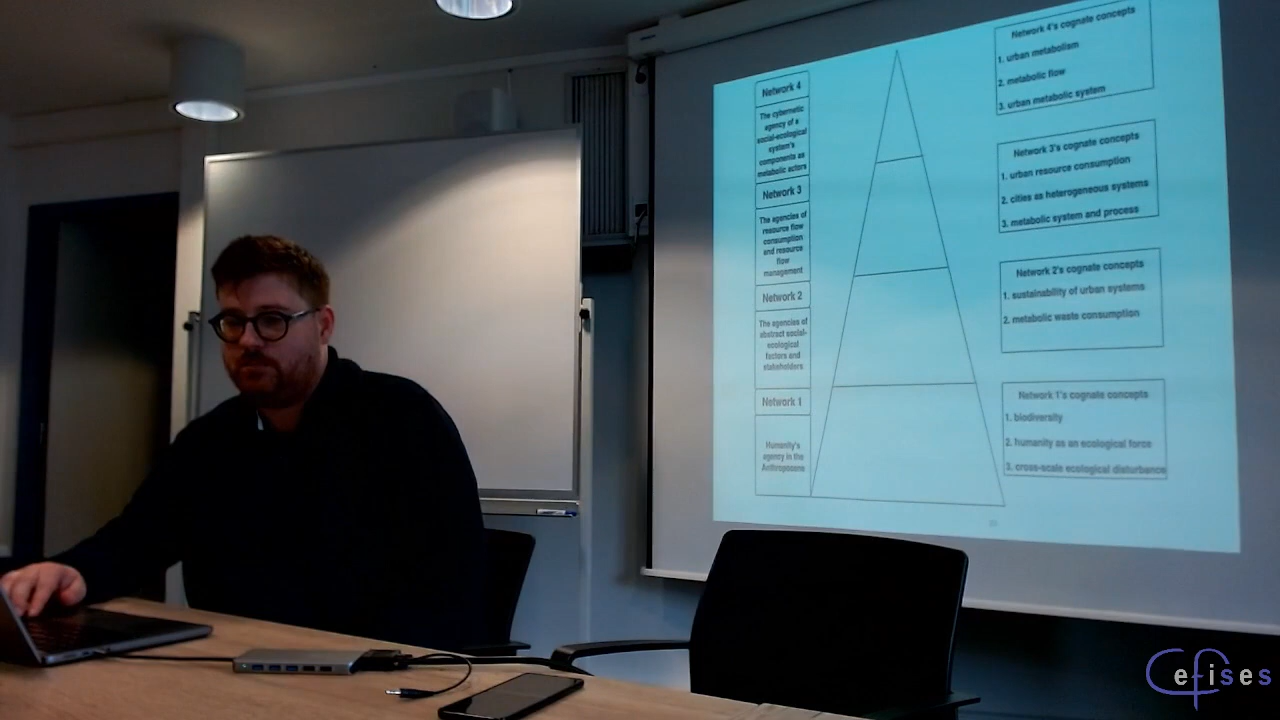 Network 4
The cybernetic
agency of a
social-ecological
system's
components as
metabolic actors
Network 3
The agencies of
resource flow
consumption
and resource
flow
management
Network 2
The agencies of
abstract social-
ecological
factors and
stakeholders
Network 1
Humanity's
agency in the
Anthropocene
Network 4's cognate concepts
1. urban metabolism
2. metabolic flow
3. urban metabolic system
Network 3's cognate concepts
1. urban resource consumption
2. cities as heterogeneous systems
3. metabolic system and process
Network 2's cognate concepts
1. sustainability of urban systems
2. metabolic waste consumption
Network 1's cognate concepts
1. biodiversity
2. humanity as an ecological force
3. cross-scale ecological disturbance
Cefises